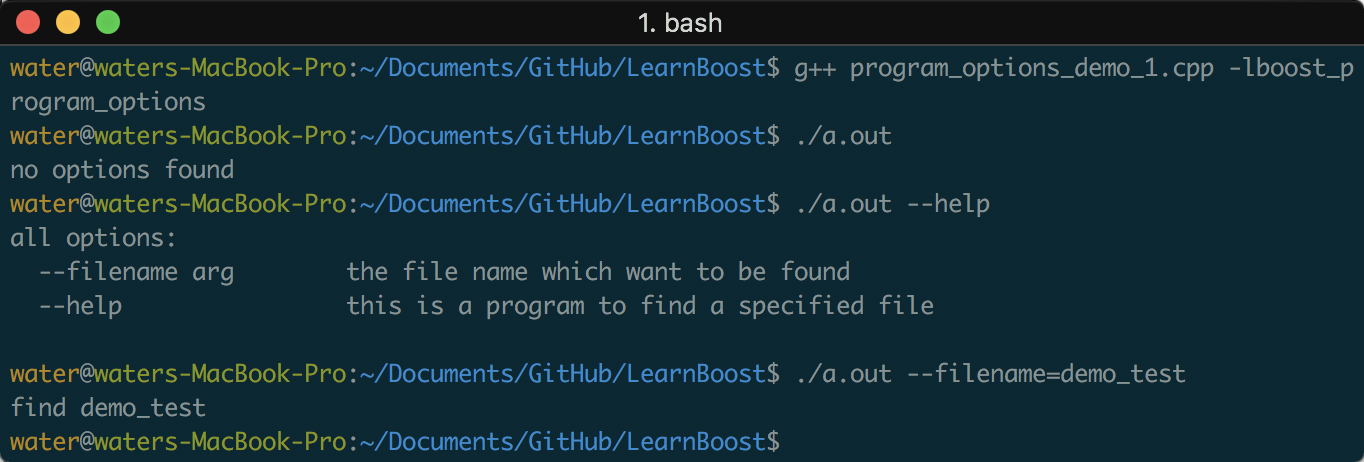 1. bash
water@waters-MacBook-Pro:~/Documents/GitHub/LearnBoost$ g++ program_options_demo_1.cpp -lboost_p
rogram_options
water@waters-MacBook-Pro:~/Documents/GitHub/LearnBoost$ ./a.out
no options found
water@waters-MacBook-Pro:~/Documents/GitHub/LearnBoost$ ./a.out --help
all options:
  --filename arg        the file name which want to be found
  --help                this is a program to find a specified file

water@waters-MacBook-Pro:~/Documents/GitHub/LearnBoost$ ./a.out --filename=demo_test
find demo_test
water@waters-MacBook-Pro:~/Documents/GitHub/LearnBoost$